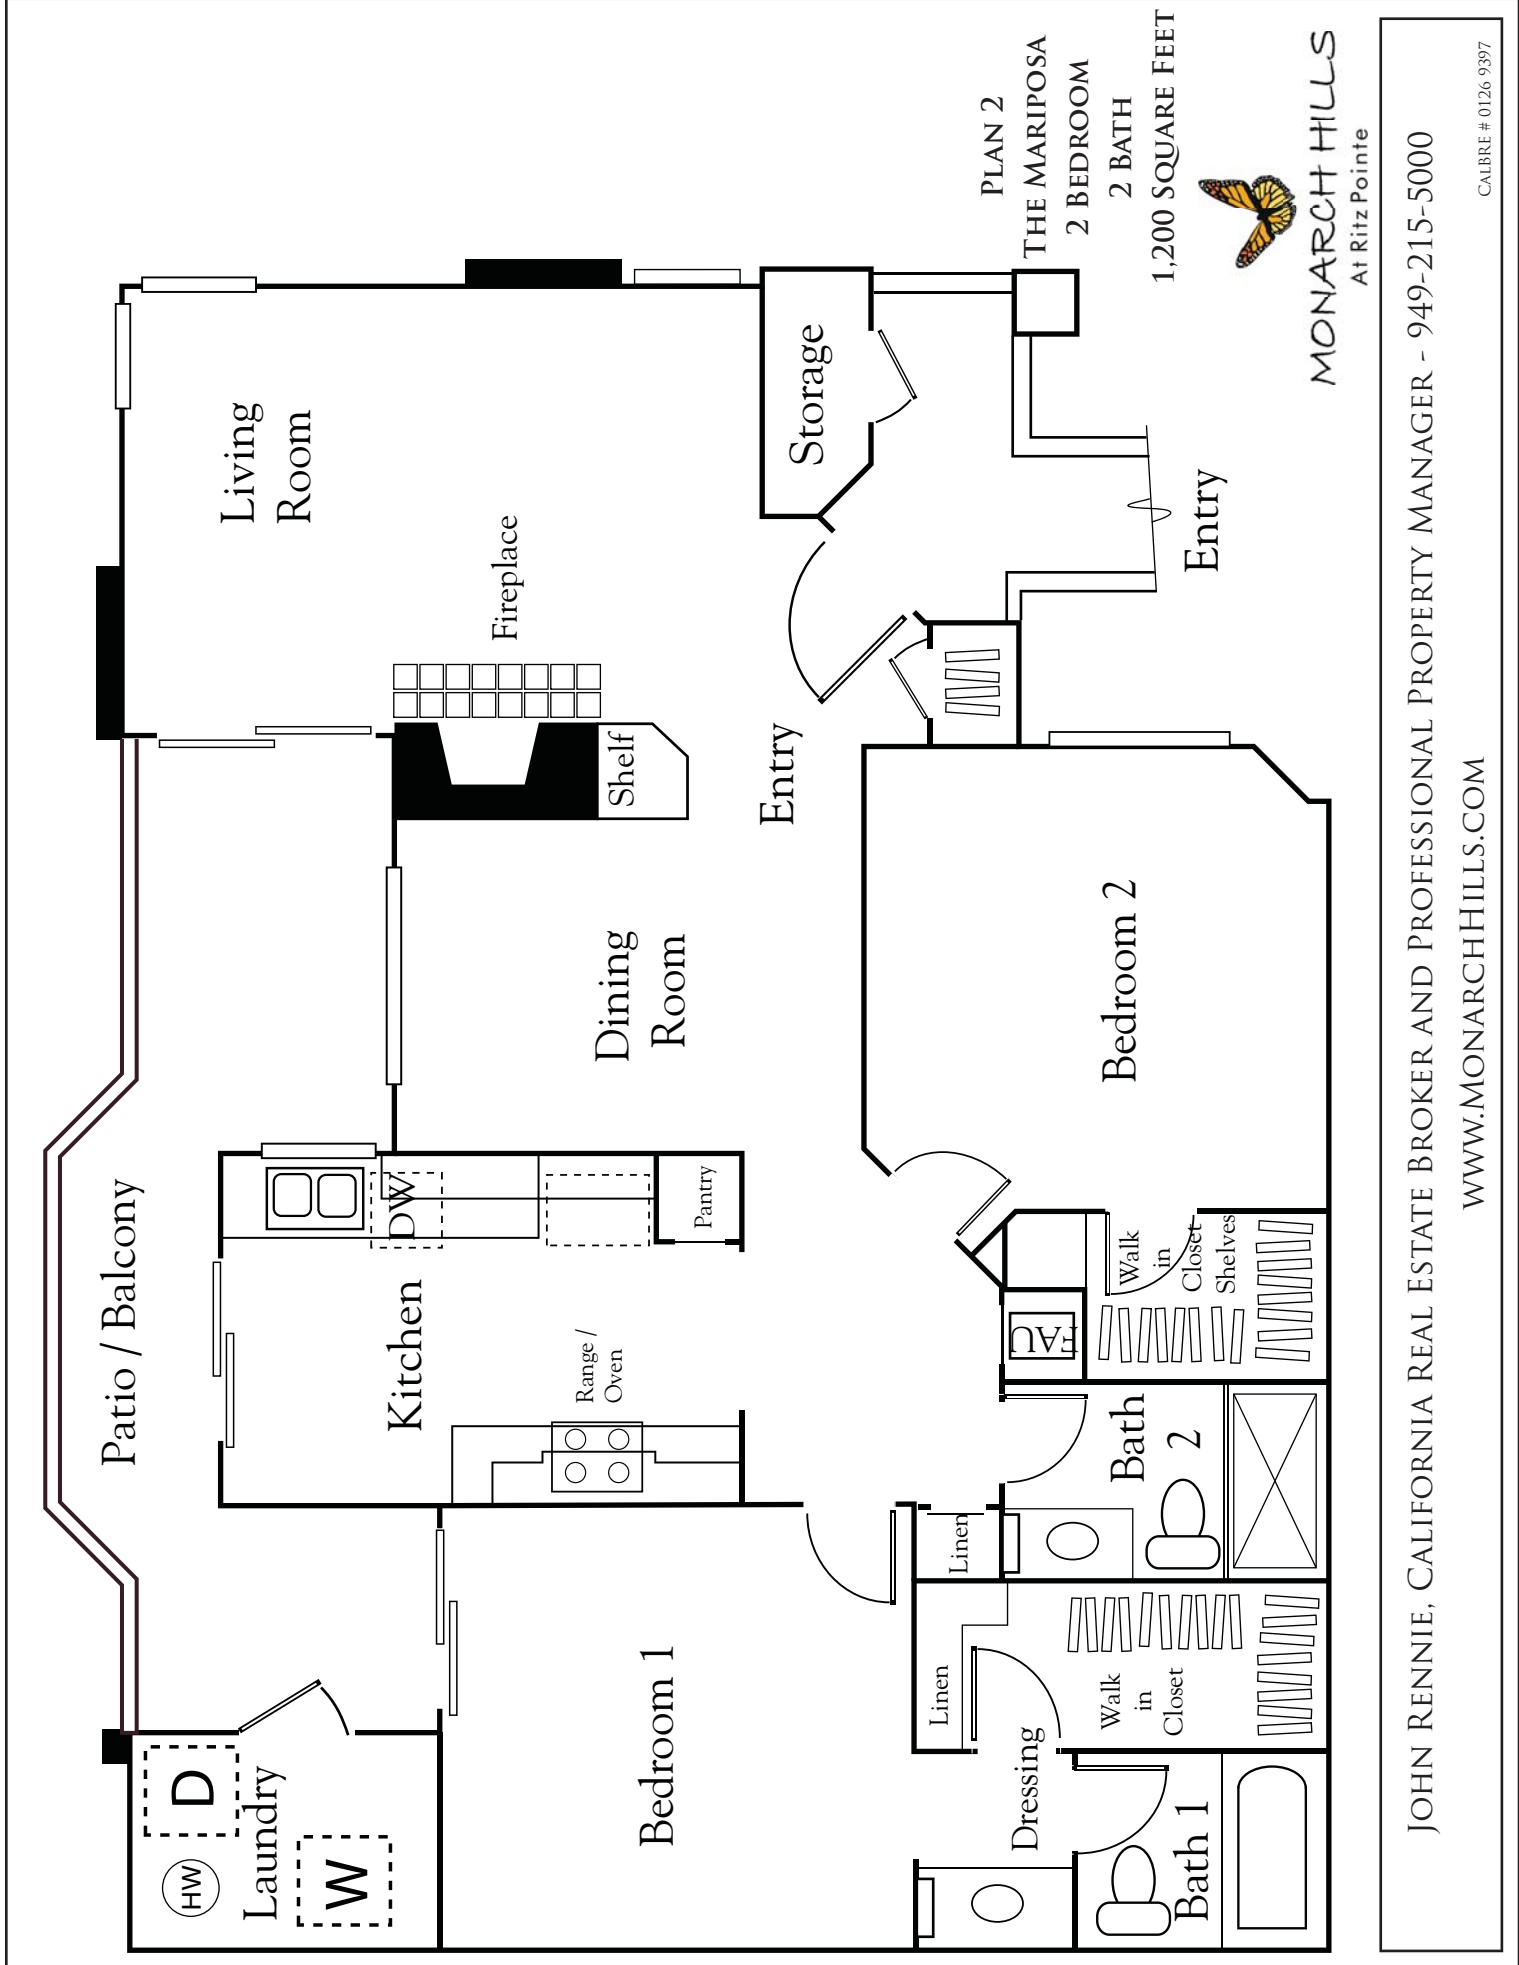 Patio / Balcony
Living
Room
Fireplace
Shelf
Storage
Entry
Entry
Dining
Room
Kitchen
DW
Pantry
Range /
Oven
Laundry
D
W
HW
Bedroom 1
Bedroom 2
Walk
in
Closet
Shelves
FAU
Bath
2
Linen
Linen
Walk
in
Closet
Dressing
Bath 1
PLAN 2
THE MARIPOSA
2 BEDROOM
2 BATH
1,200 SQUARE FEET
MONARCH HILLS
At Ritz Pointe
JOHN RENNIE, CALIFORNIA REAL ESTATE BROKER AND PROFESSIONAL PROPERTY MANAGER - 949-215-5000
WWW.MONARCHHILLS.COM
CALBRE # 0126 9397